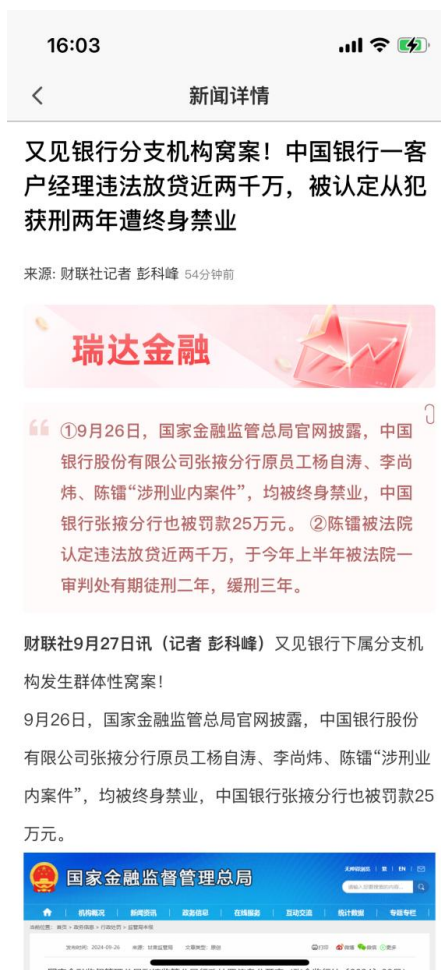 16:03
新闻详情
又见银行分支机构窝案！中国银行一客
户经理违法放贷近两千万，被认定从犯
获刑两年遭终身禁业
来源: 财联社记者 彭科峰 54分钟前
瑞达金融
①9月26日，国家金融监管总局官网披露，中国
银行股份有限公司张掖分行原员工杨自涛、李尚
炜、陈镭“涉刑业内案件”，均被终身禁业，中国
银行张掖分行也被罚款25万元。 ②陈镭被法院
认定违法放贷近两千万，于今年上半年被法院一
审判处有期徒刑二年，缓刑三年。
财联社9月27日讯（记者 彭科峰）又见银行下属分支机
构发生群体性窝案！
9月26日，国家金融监管总局官网披露，中国银行股份
有限公司张掖分行原员工杨自涛、李尚炜、陈镭“涉刑业
内案件”，均被终身禁业，中国银行张掖分行也被罚款25
万元。
国家金融监督管理总局
首页 机构概况 新闻资讯 政务信息 在线服务 互动交流 统计数据 专题专栏
发布时间: 2024-09-26